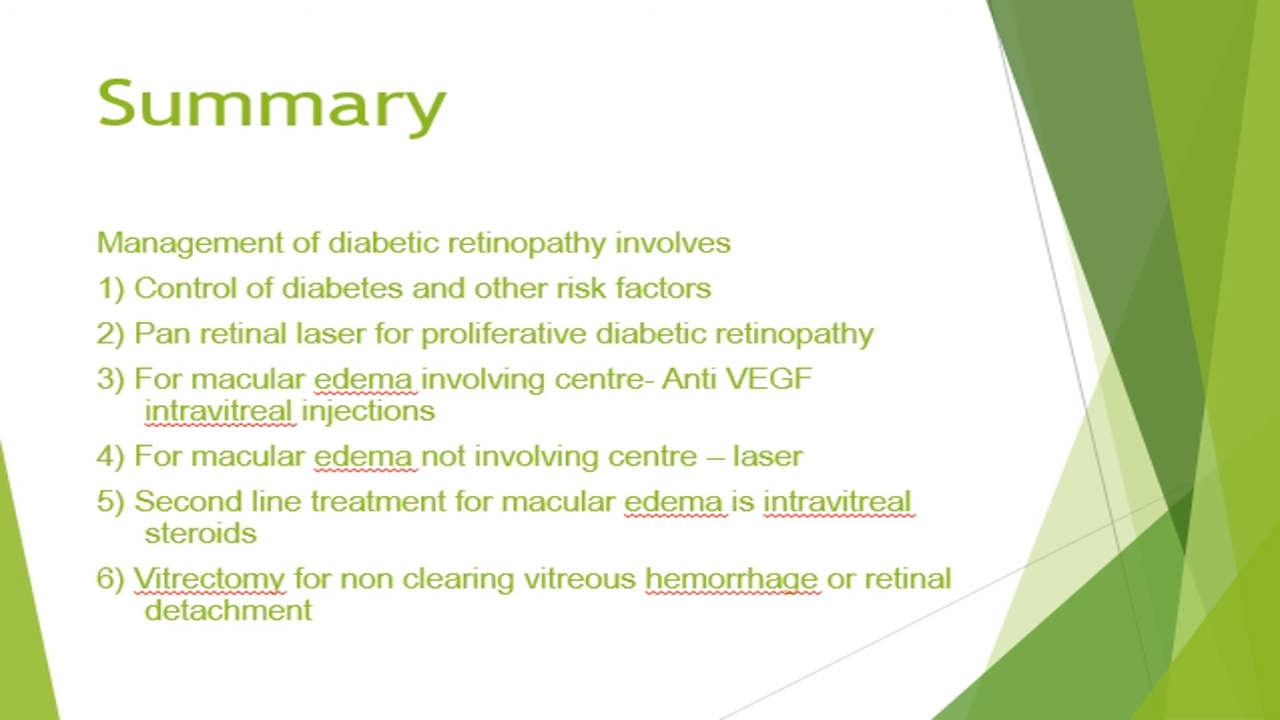 Summary
Management of diabetic retinopathy involves
1) Control of diabetes and other risk factors
2) Pan retinal laser for proliferative diabetic retinopathy
3) For macular edema involving centre- Anti VEGF
intravitreal injections
4) For macular edema not involving centre – laser
5) Second line treatment for macular edema is intravitreal
steroids
6) Vitrectomy for non clearing vitreous hemorrhage or retinal
detachment